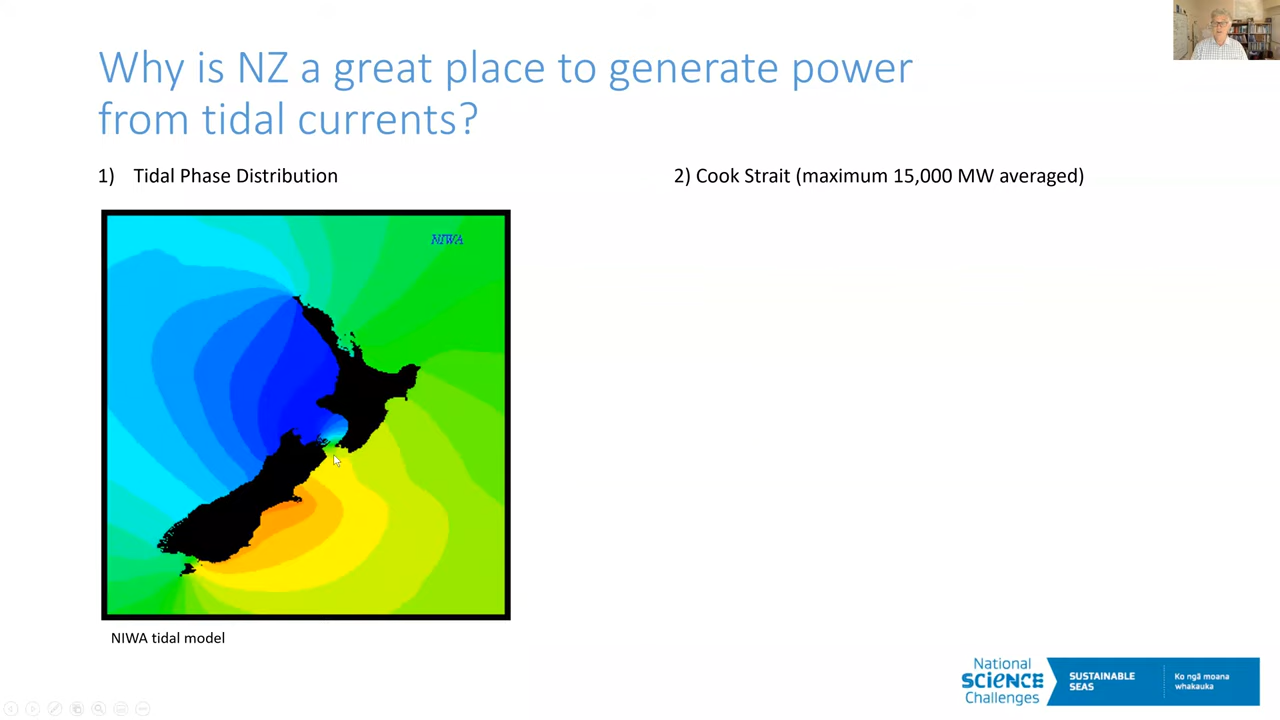 Why is NZ a great place to generate power
from tidal currents?
1) Tidal Phase Distribution
2) Cook Strait (maximum 15,000 MW averaged)
NIWA
NIWA tidal model
National
SCIENCE
Challenges
SUSTAINABLE
SEAS
Ko ngā moana
whakauka